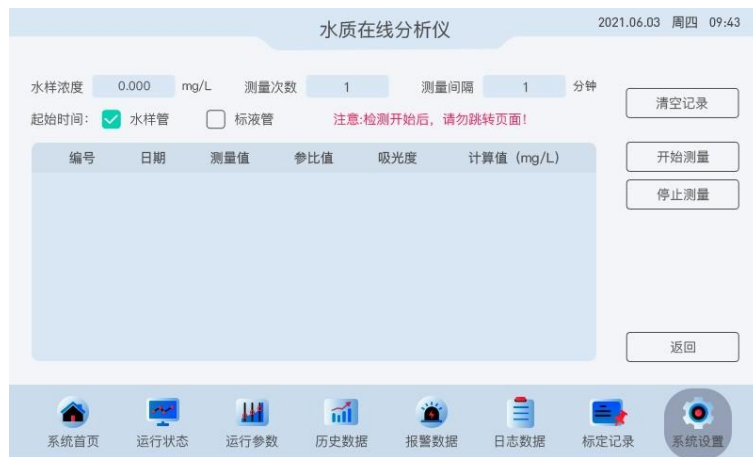 水质在线分析仪 2021.06.03 周四 09:43
水样浓度 0.000 mg/L 测量次数 1 测量间隔 1 分钟
清空记录
起始时间: 水样管 标液管 注意:检测开始后, 请勿跳转页面!
编号 日期 测量值 参比值 吸光度 计算值 (mg/L)
开始测量
停止测量
返回
系统首页 运行状态 运行参数 历史数据 报警数据 日志数据 标定记录 系统设置